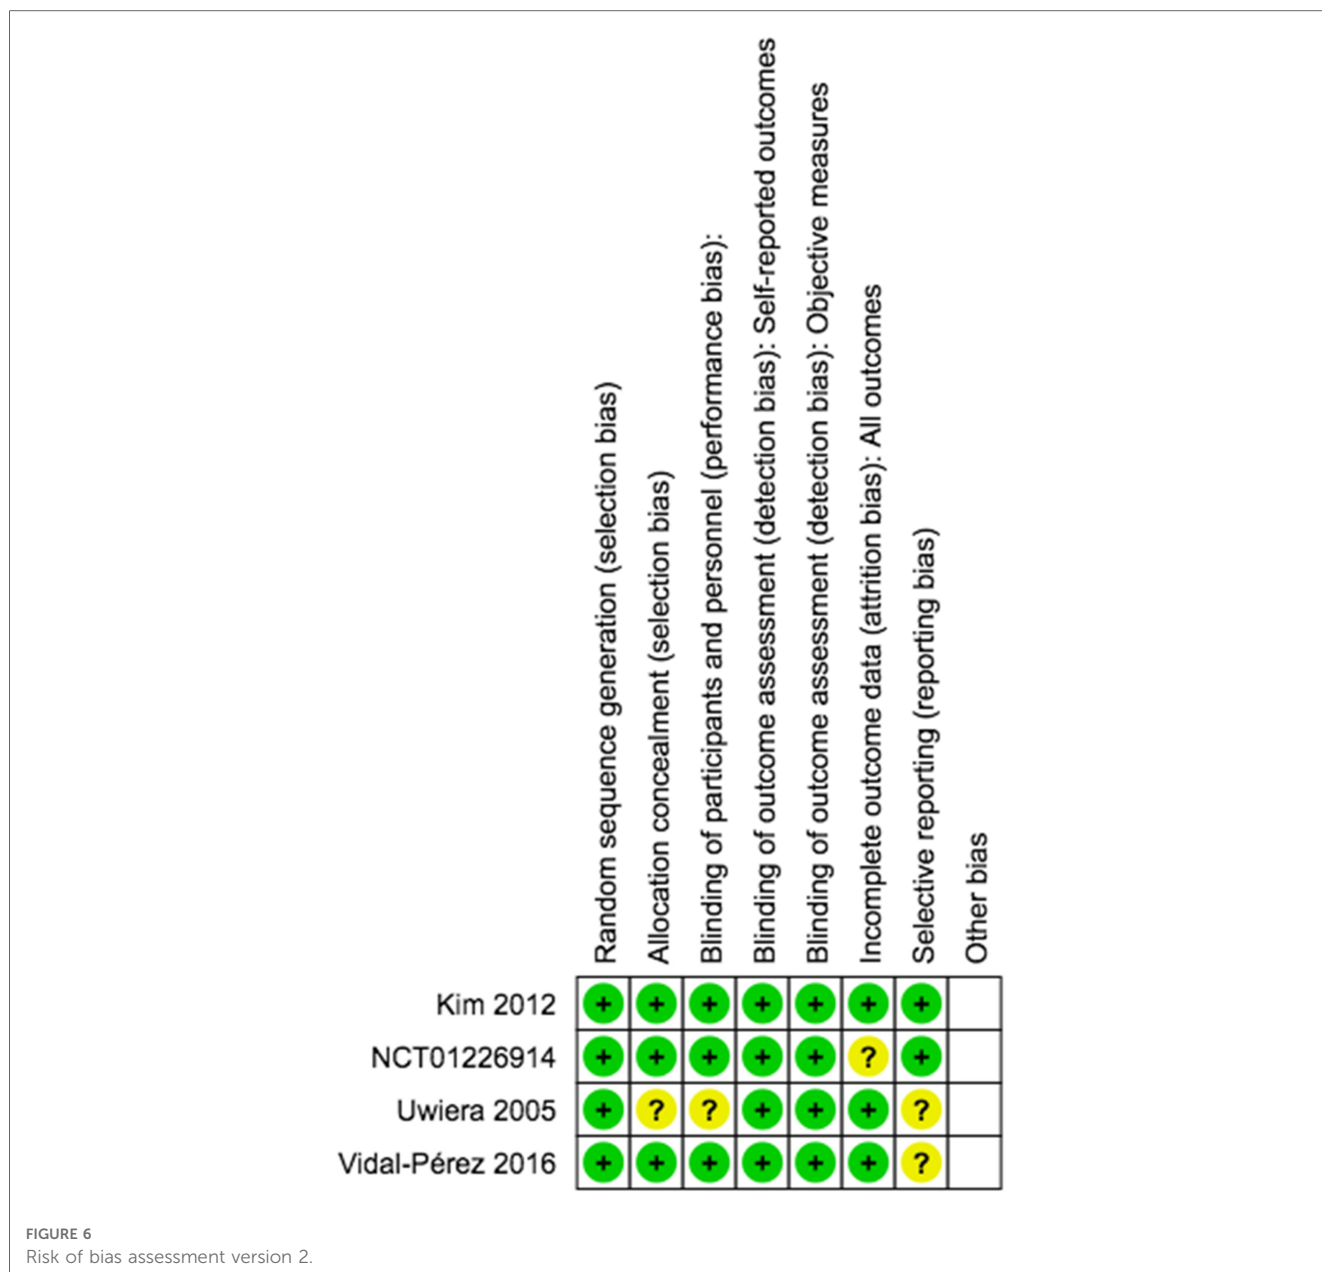 Random sequence generation (selection bias)
Allocation concealment (selection bias)
Blinding of participants and personnel (performance bias):
Blinding of outcome assessment (detection bias): Self-reported outcomes
Blinding of outcome assessment (detection bias): Objective measures
Incomplete outcome data (attrition bias): All outcomes
Selective reporting (reporting bias)
Other bias
Kim 2012 + + + + + + +
NCT01226914 + + + + + ? +
Uwiera 2005 + ? ? + + + ?
Vidal-Pérez 2016 + + + + + + ?
FIGURE 6
Risk of bias assessment version 2.